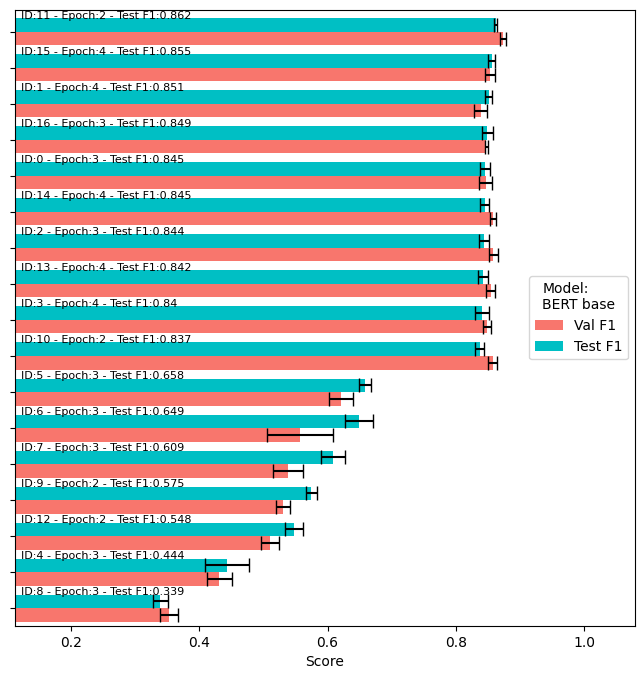 ID:11 - Epoch:2 - Test F1:0.862
ID:15 - Epoch:4 - Test F1:0.855
ID:1 - Epoch:4 - Test F1:0.851
ID:16 - Epoch:3 - Test F1:0.849
ID:0 - Epoch:3 - Test F1:0.845
ID:14 - Epoch:4 - Test F1:0.845
ID:2 - Epoch:3 - Test F1:0.844
ID:13 - Epoch:4 - Test F1:0.842
ID:3 - Epoch:4 - Test F1:0.84
ID:10 - Epoch:2 - Test F1:0.837
ID:5 - Epoch:3 - Test F1:0.658
ID:6 - Epoch:3 - Test F1:0.649
ID:7 - Epoch:3 - Test F1:0.609
ID:9 - Epoch:2 - Test F1:0.575
ID:12 - Epoch:2 - Test F1:0.548
ID:4 - Epoch:3 - Test F1:0.444
ID:8 - Epoch:3 - Test F1:0.339
Model:
BERT base
Val F1
Test F1
0.2 0.4 0.6 0.8 1.0
Score